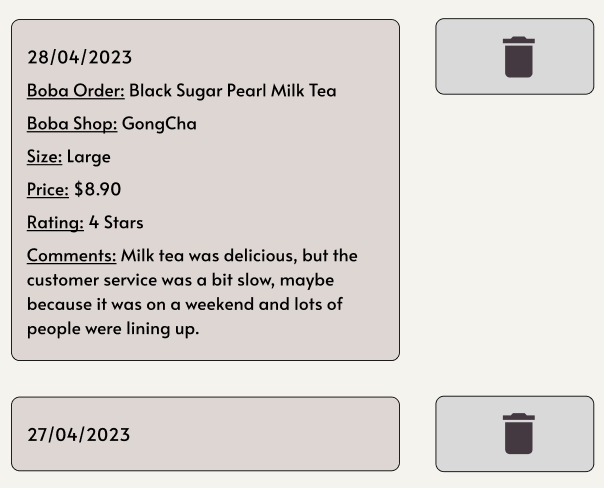 28/04/2023
Boba Order: Black Sugar Pearl Milk Tea
Boba Shop: GongCha
Size: Large
Price: $8.90
Rating: 4 Stars
Comments: Milk tea was delicious, but the
customer service was a bit slow, maybe
because it was on a weekend and lots of
people were lining up.
27/04/2023